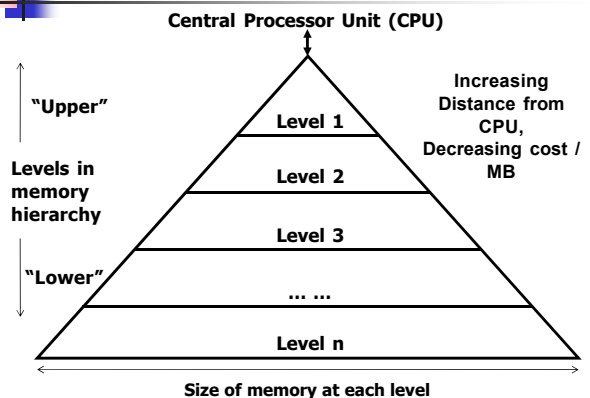 Central Processor Unit (CPU)
"Upper"
Levels in
memory
hierarchy
"Lower"
Level 1
Level 2
Level 3
... ...
Level n
Increasing
Distance from
CPU,
Decreasing cost /
MB
Size of memory at each level